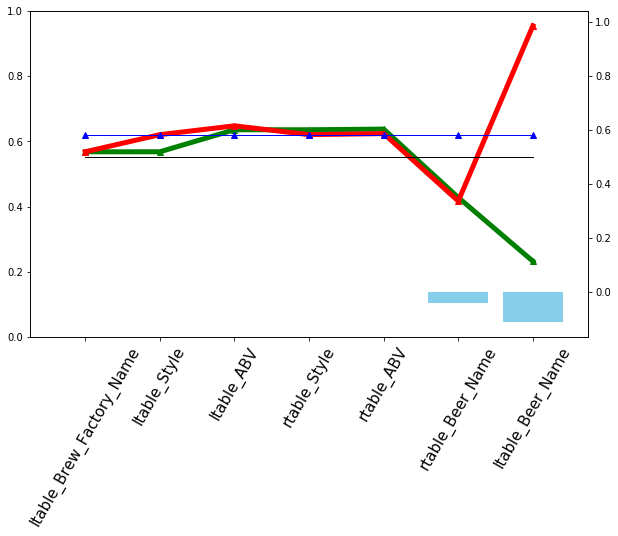 1.0
0.8
0.6
0.4
0.2
0.0
1.0
0.8
0.6
0.4
0.2
0.0
ltable_Brew_Factory_Name
ltable_Style
ltable_ABV
rtable_Style
rtable_ABV
rtable_Beer_Name
ltable_Beer_Name